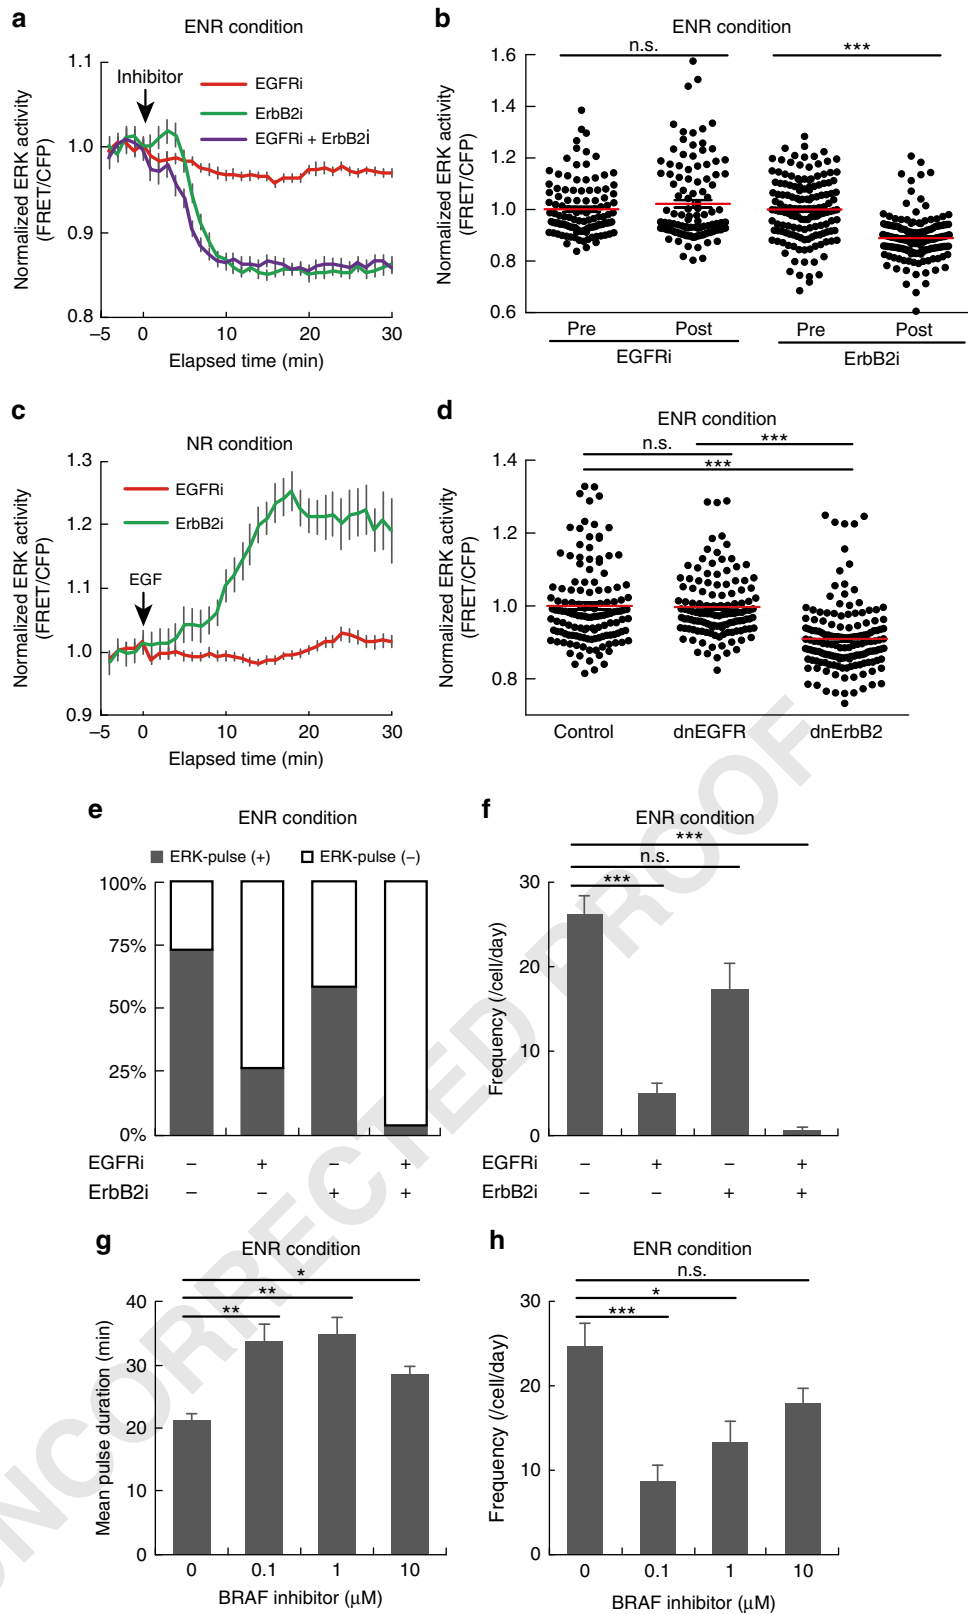 a
ENR condition
Normalized ERK activity
(FRET/CFP)
1.1
1.0
0.9
0.8
Inhibitor
EGFRi
ErbB2i
EGFRi + ErbB2i
−5 0 10 20 30
Elapsed time (min)
b
ENR condition
n.s.
***
Normalized ERK activity
(FRET/CFP)
1.6
1.4
1.2
1.0
0.8
0.6
Pre Post Pre Post
EGFRi ErbB2i
c
NR condition
Normalized ERK activity
(FRET/CFP)
1.3
1.2
1.1
1.0
0.9
EGFRi
ErbB2i
EGF
−5 0 10 20 30
Elapsed time (min)
d
ENR condition
n.s. ***
***
Normalized ERK activity
(FRET/CFP)
1.4
1.2
1.0
0.8
Control dnEGFR dnErbB2
e
ENR condition
ERK-pulse (+) ERK-pulse (−)
100%
75%
50%
25%
0%
EGFRi − + − +
ErbB2i − − + +
f
ENR condition
***
n.s.
***
Frequency (/cell/day)
30
20
10
0
EGFRi − + − +
ErbB2i − − + +
g
ENR condition
*
**
**
Mean pulse duration (min)
40
30
20
10
0
0 0.1 1 10
BRAF inhibitor (μM)
h
ENR condition
n.s.
*
***
Frequency (/cell/day)
30
20
10
0
0 0.1 1 10
BRAF inhibitor (μM)
UNCORRECTED PROOF